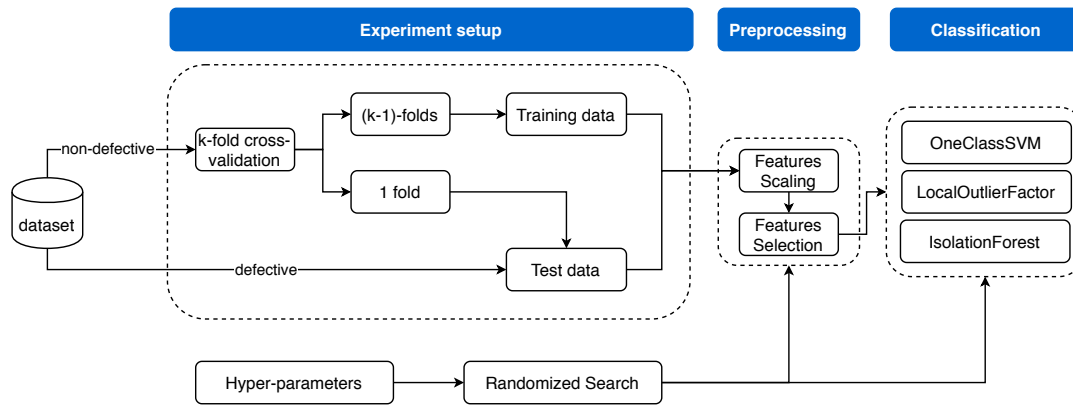 Experiment setup
Preprocessing
Classification
non-defective
k-fold cross-
validation
(k-1)-folds
Training data
1 fold
dataset
defective
Test data
Features
Scaling
Features
Selection
OneClassSVM
LocalOutlierFactor
IsolationForest
Hyper-parameters
Randomized Search